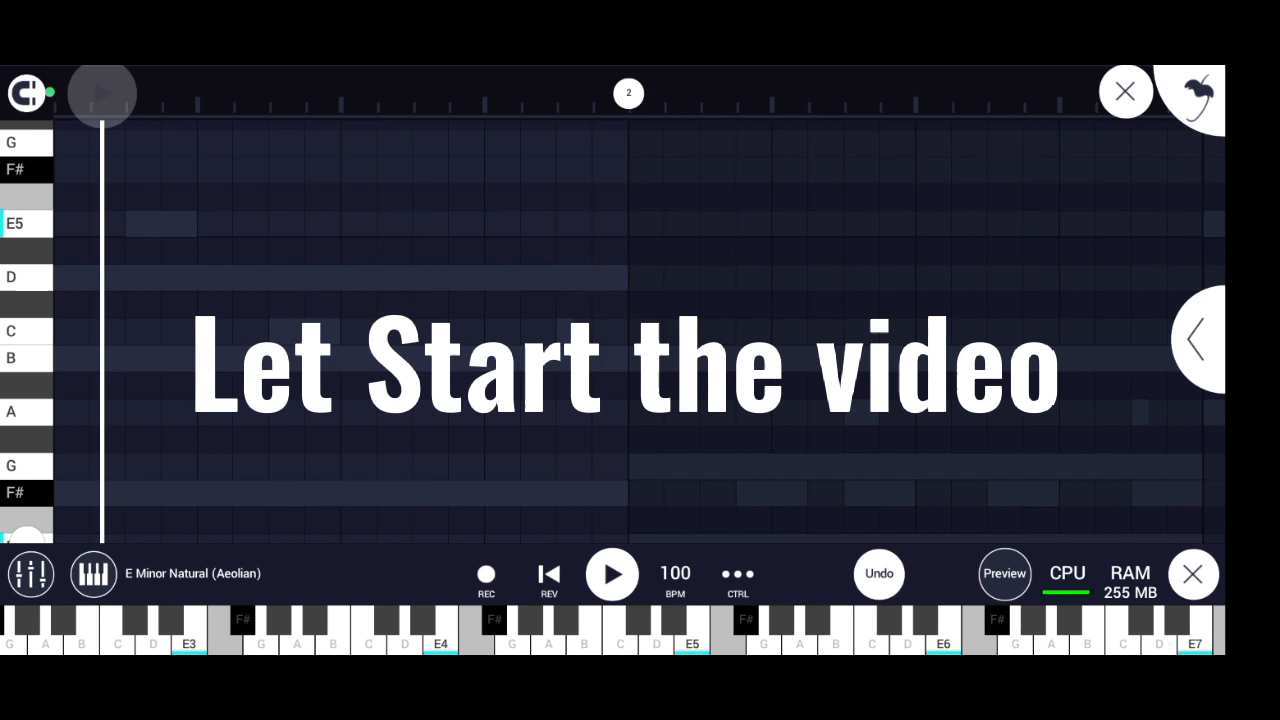 2
G
F#
E5
D
C
B
A
G
F#
Let Start the video
E Minor Natural (Aeolian)
REC
REV
100
BPM
CTRL
Undo
Preview
CPU
RAM
255 MB
F# F# F# F#
G A B C D E3 G A B C D E4 G A B C D E5 G A B C D E6 G A B C D E7